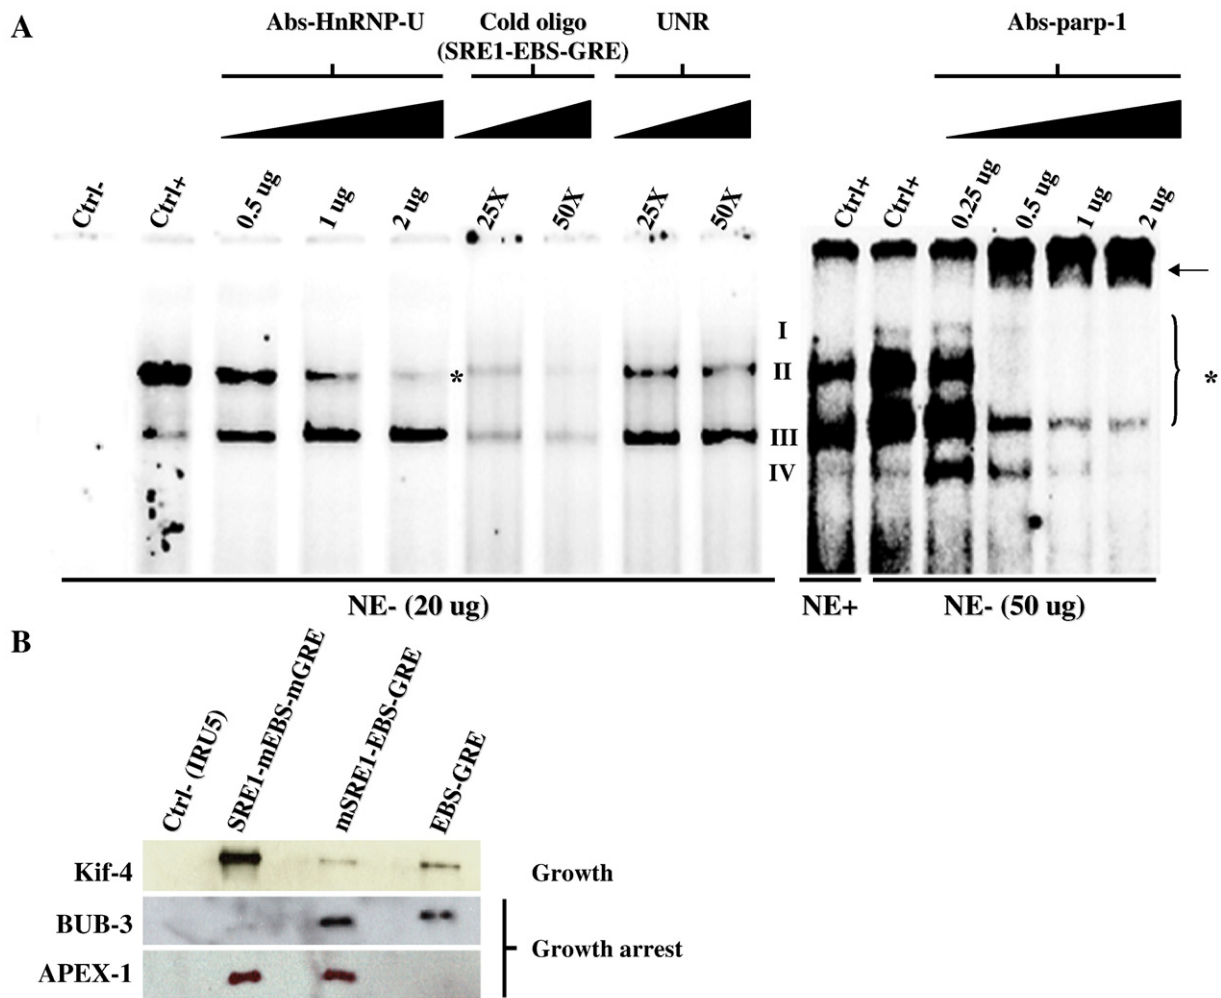 A
Abs-HnRNP-U
Cold oligo
(SRE1-EBS-GRE)
UNR
Abs-parp-1
Ctrl-
Ctrl+
0.5 ug
1 ug
2 ug
25X
50X
25X
50X
Ctrl+
Ctrl+
0.25 ug
0.5 ug
1 ug
2 ug
I
II
III
IV
*
*
NE- (20 ug)
NE+
NE- (50 ug)
B
Ctrl- (IRU5)
SRE1-mEBS-mGRE
mSRE1-EBS-GRE
EBS-GRE
Kif-4
Growth
BUB-3
Growth arrest
APEX-1